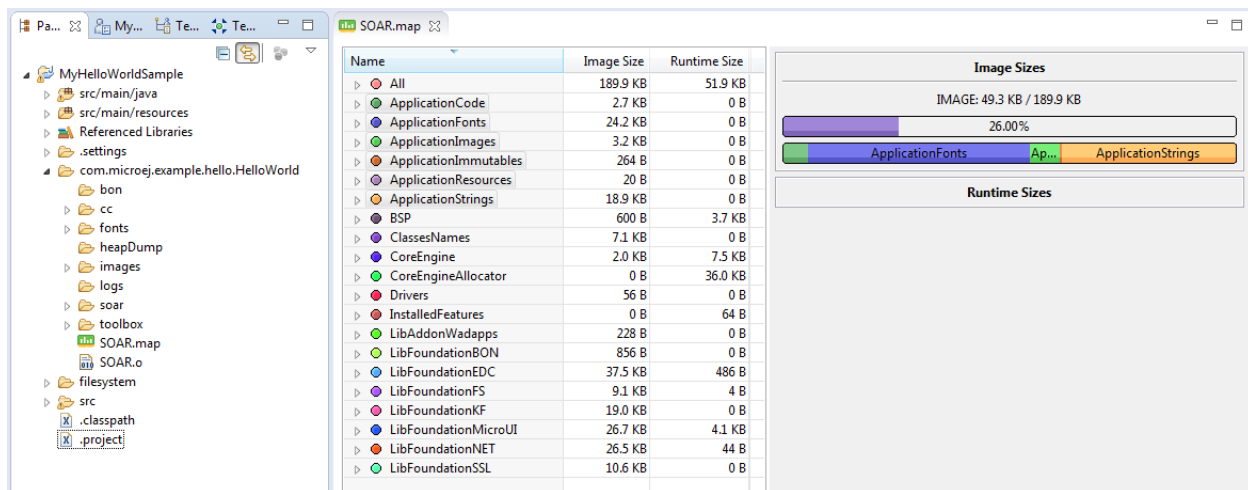 Pa... My... Te... Te...
MyHelloWorldSample
src/main/java
src/main/resources
Referenced Libraries
.settings
com.microej.example.hello.HelloWorld
bon
cc
fonts
heapDump
images
logs
soar
toolbox
SOAR.map
SOAR.o
filesystem
src
.classpath
.project
SOAR.map
Name Image Size Runtime Size
All 189.9 KB 51.9 KB
ApplicationCode 2.7 KB 0 B
ApplicationFonts 24.2 KB 0 B
ApplicationImages 3.2 KB 0 B
ApplicationImmutables 264 B 0 B
ApplicationResources 20 B 0 B
ApplicationStrings 18.9 KB 0 B
BSP 600 B 3.7 KB
ClassesNames 7.1 KB 0 B
CoreEngine 2.0 KB 7.5 KB
CoreEngineAllocator 0 B 36.0 KB
Drivers 56 B 0 B
InstalledFeatures 0 B 64 B
LibAddonWadapps 228 B 0 B
LibFoundationBON 856 B 0 B
LibFoundationEDC 37.5 KB 486 B
LibFoundationFS 9.1 KB 4 B
LibFoundationKF 19.0 KB 0 B
LibFoundationMicroUI 26.7 KB 4.1 KB
LibFoundationNET 26.5 KB 44 B
LibFoundationSSL 10.6 KB 0 B
Image Sizes
IMAGE: 49.3 KB / 189.9 KB
26.00%
ApplicationFonts Ap... ApplicationStrings
Runtime Sizes